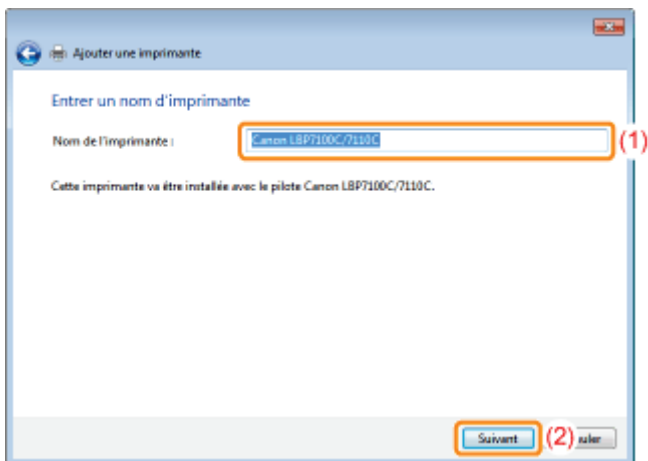 Ajouter une imprimante
Entrer un nom d'imprimante
Nom de l'imprimante :
Canon LBP7100C/7110C
(1)
Cette imprimante va être installée avec le pilote Canon LBP7100C/7110C.
Suivant
(2)